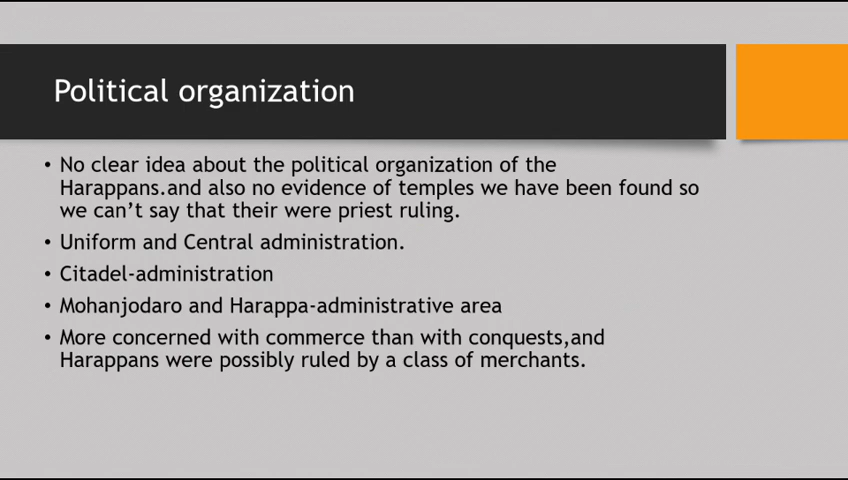 Political organization
• No clear idea about the political organization of the
Harappans.and also no evidence of temples we have been found so
we can’t say that their were priest ruling.
• Uniform and Central administration.
• Citadel-administration
• Mohanjodaro and Harappa-administrative area
• More concerned with commerce than with conquests,and
Harappans were possibly ruled by a class of merchants.